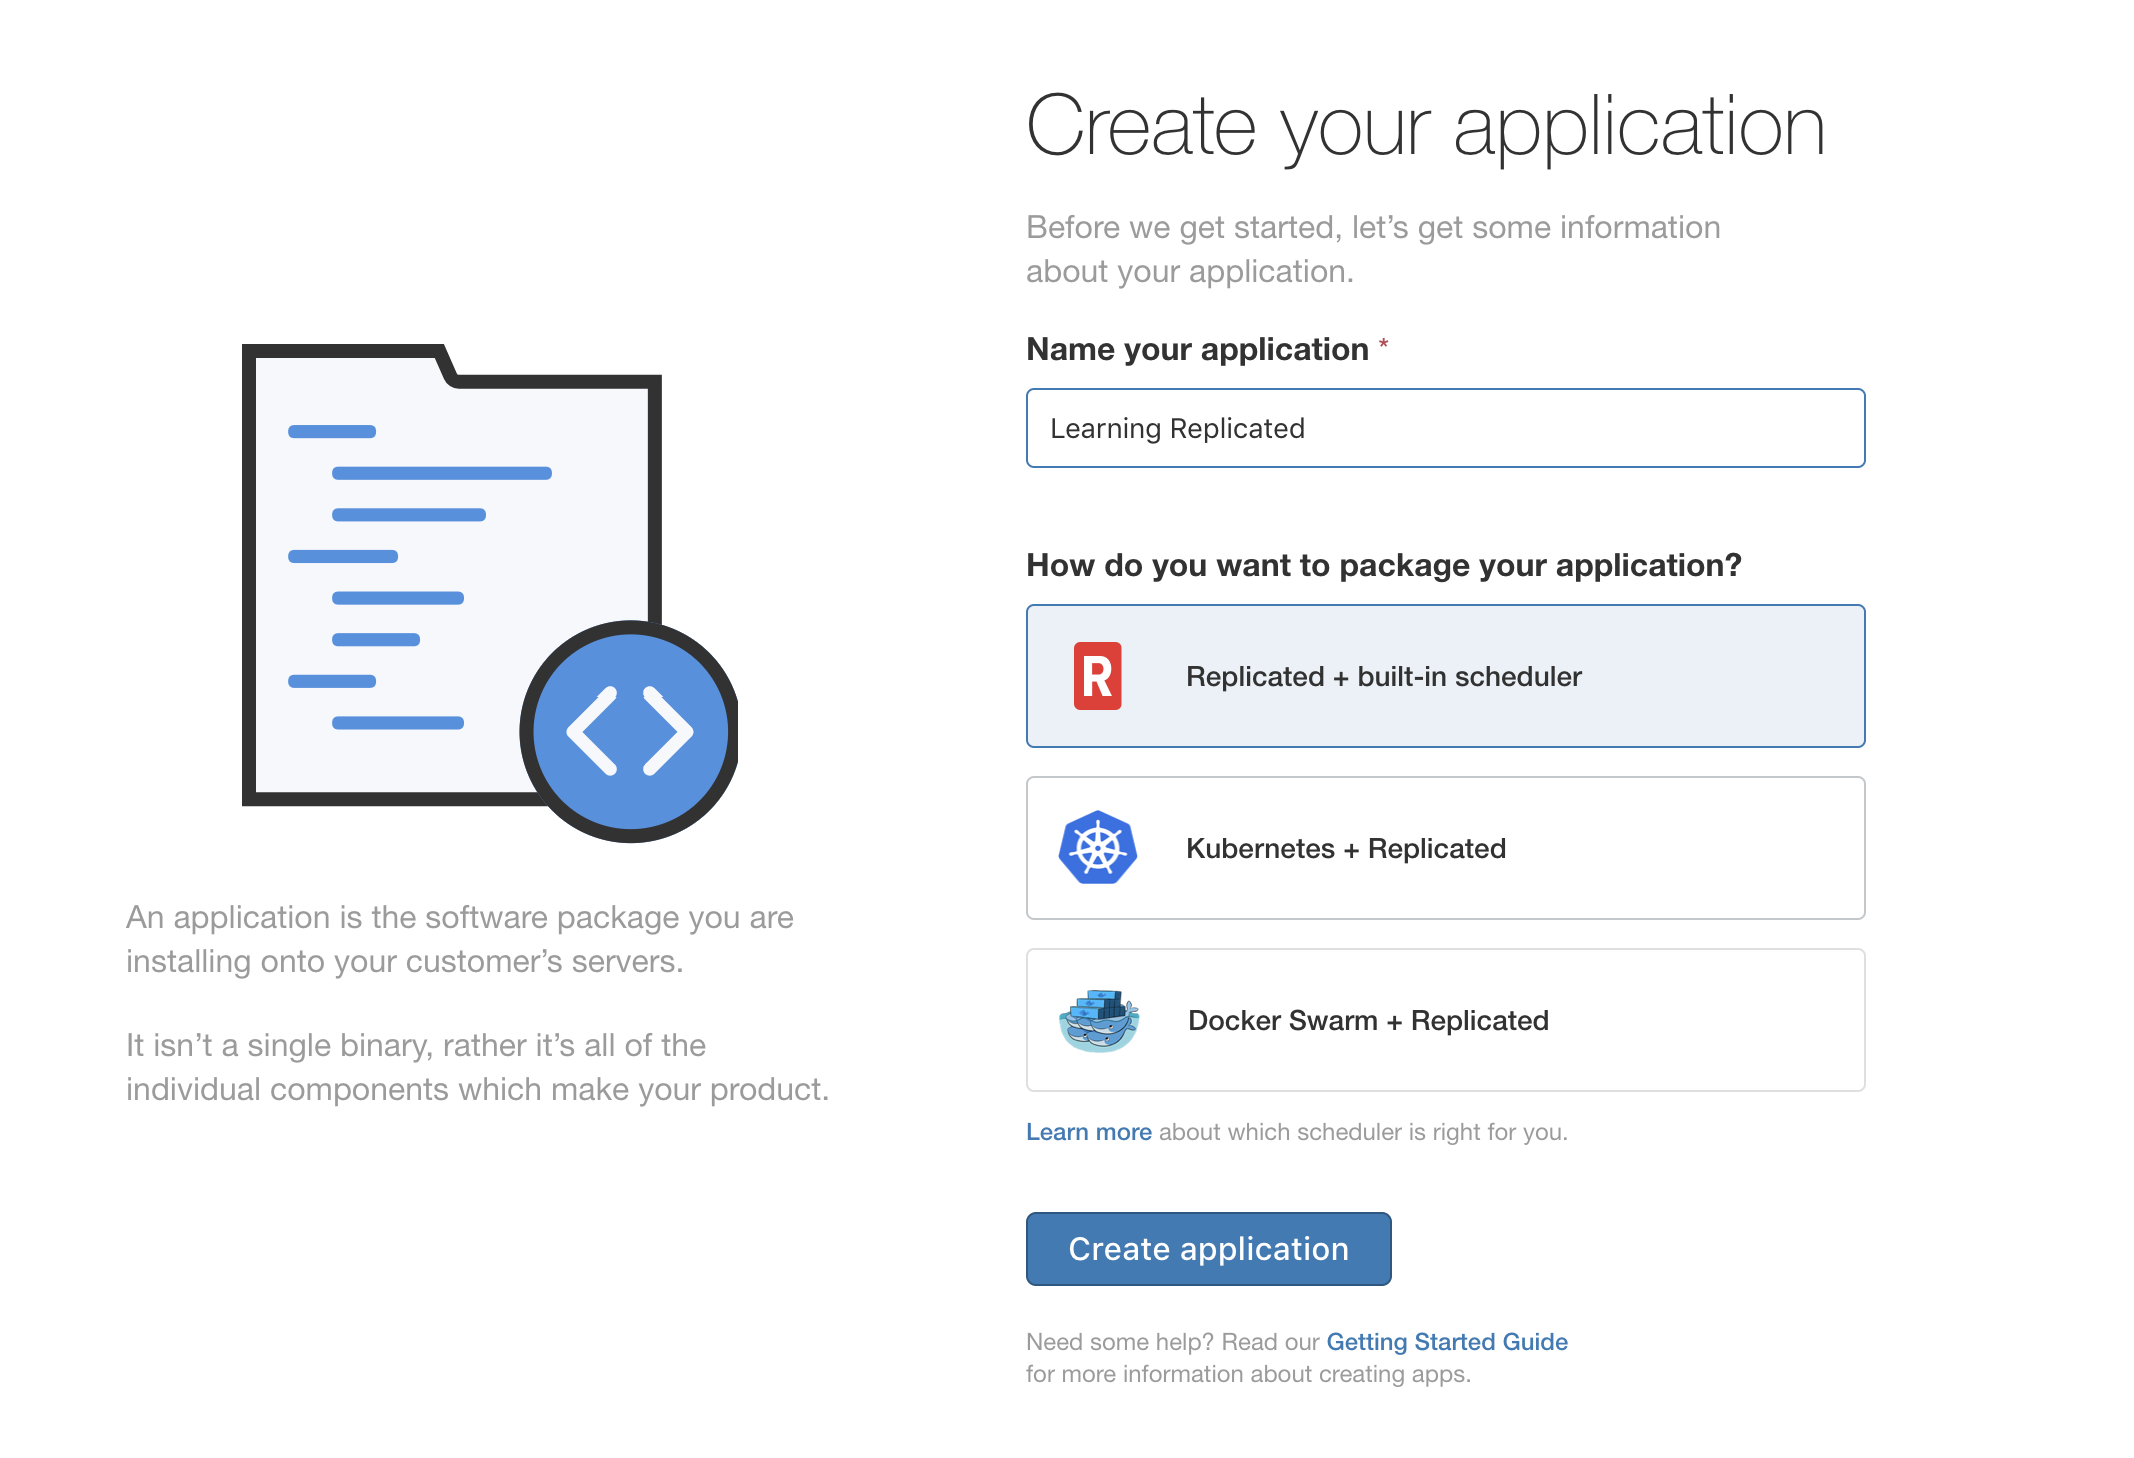 Create your application
Before we get started, let’s get some information
about your application.
Name your application *
Learning Replicated
How do you want to package your application?
R
Replicated + built-in scheduler
Kubernetes + Replicated
Docker Swarm + Replicated
Learn more about which scheduler is right for you.
Create application
Need some help? Read our Getting Started Guide
for more information about creating apps.
An application is the software package you are
installing onto your customer’s servers.
It isn’t a single binary, rather it’s all of the
individual components which make your product.